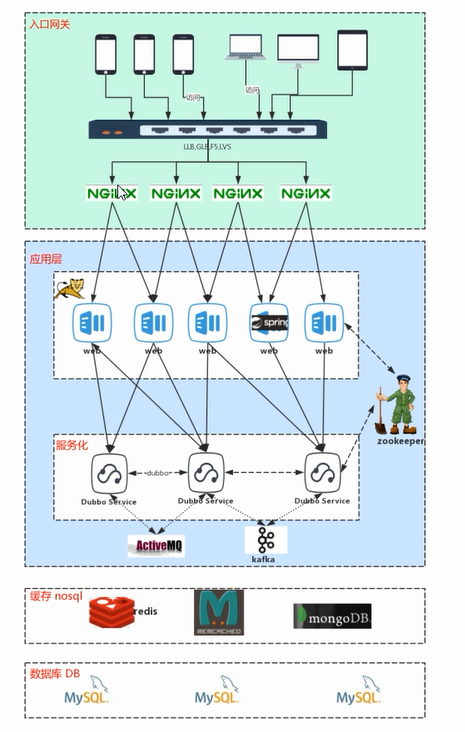 入口网关
访问
访问
LLB,GLB,F5,LVS
NGiNX NGiNX NGiNX NGiNX
应用层
spring
web web web web web
zookeeper
服务化
dubbo
Dubbo Service Dubbo Service Dubbo Service
ActiveMQ
kafka
缓存 nosql
redis
MEMCACHED
mongoDB
数据库 DB
MySQL MySQL MySQL